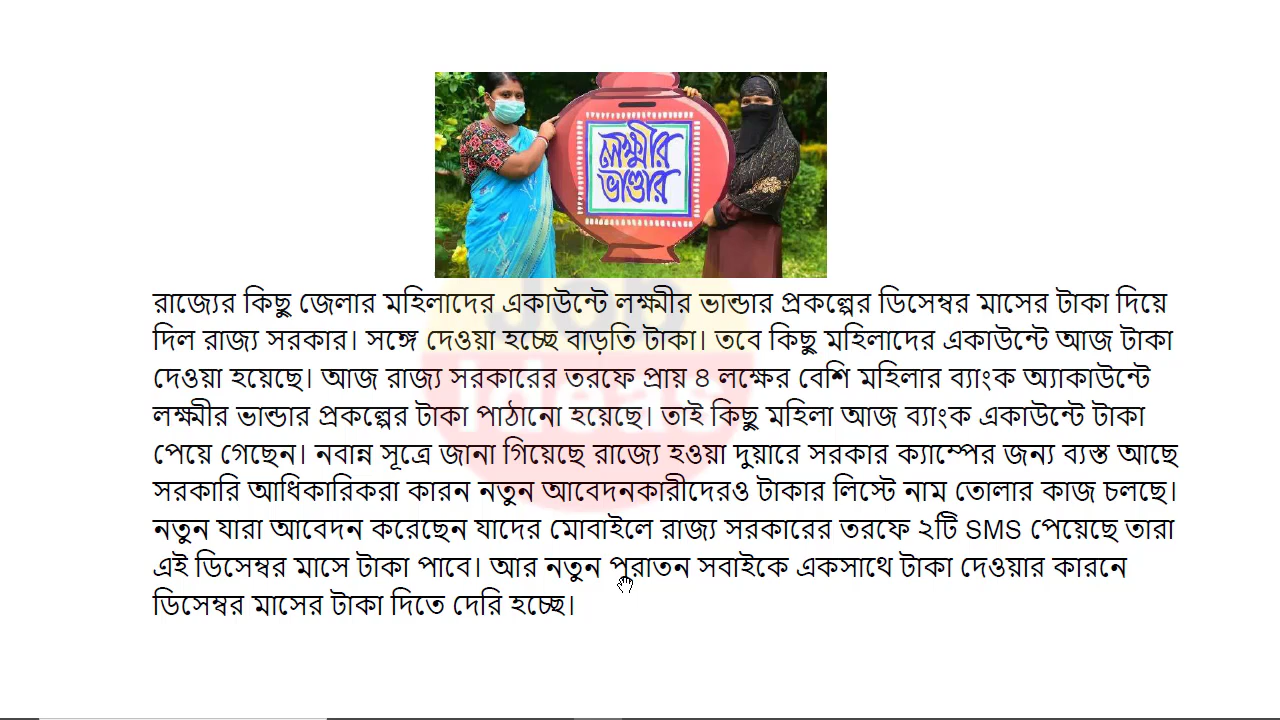 লক্ষ্মীর
ভাণ্ডার
রাজ্যের কিছু জেলার মহিলাদের একাউন্টে লক্ষ্মীর ভান্ডার প্রকল্পের ডিসেম্বর মাসের টাকা দিয়ে
দিল রাজ্য সরকার। সঙ্গে দেওয়া হচ্ছে বাড়তি টাকা। তবে কিছু মহিলাদের একাউন্টে আজ টাকা
দেওয়া হয়েছে। আজ রাজ্য সরকারের তরফে প্রায় ৪ লক্ষের বেশি মহিলার ব্যাংক অ্যাকাউন্টে
লক্ষ্মীর ভান্ডার প্রকল্পের টাকা পাঠানো হয়েছে। তাই কিছু মহিলা আজ ব্যাংক একাউন্টে টাকা
পেয়ে গেছেন। নবান্ন সূত্রে জানা গিয়েছে রাজ্যে হওয়া দুয়ারে সরকার ক্যাম্পের জন্য ব্যস্ত আছে
সরকারি আধিকারিকরা কারন নতুন আবেদনকারীদেরও টাকার লিস্টে নাম তোলার কাজ চলছে।
নতুন যারা আবেদন করেছেন যাদের মোবাইলে রাজ্য সরকারের তরফে ২টি SMS পেয়েছে তারা
এই ডিসেম্বর মাসে টাকা পাবে। আর নতুন পুরাতন সবাইকে একসাথে টাকা দেওয়ার কারনে
ডিসেম্বর মাসের টাকা দিতে দেরি হচ্ছে।
Job
Ideas